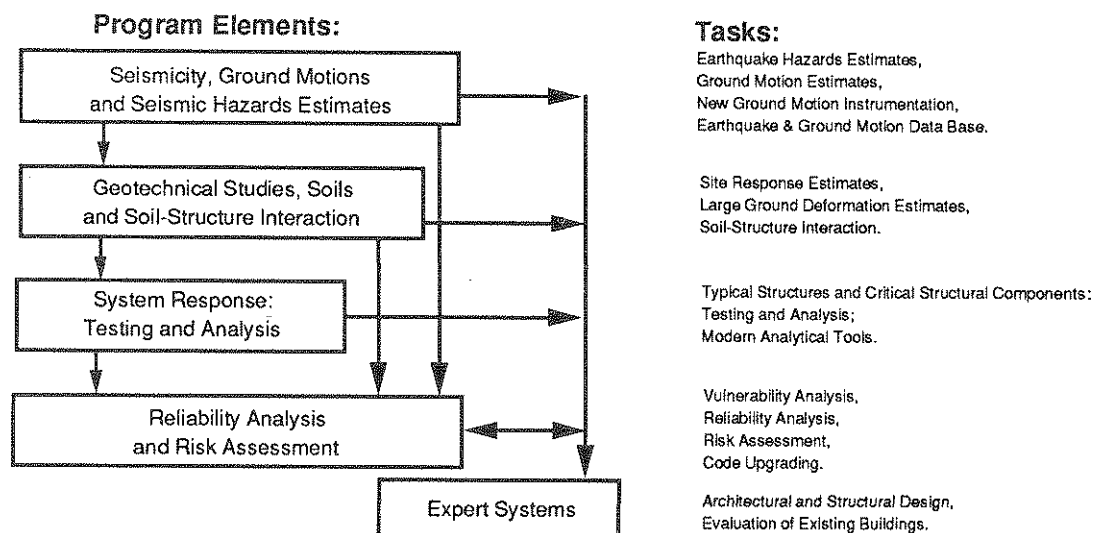 Program Elements:
Seismicity, Ground Motions
and Seismic Hazards Estimates
Geotechnical Studies, Soils
and Soil-Structure Interaction
System Response:
Testing and Analysis
Reliability Analysis
and Risk Assessment
Expert Systems
Tasks:
Earthquake Hazards Estimates,
Ground Motion Estimates,
New Ground Motion Instrumentation,
Earthquake & Ground Motion Data Base.
Site Response Estimates,
Large Ground Deformation Estimates,
Soil-Structure Interaction.
Typical Structures and Critical Structural Components:
Testing and Analysis;
Modern Analytical Tools.
Vulnerability Analysis,
Reliability Analysis,
Risk Assessment,
Code Upgrading.
Architectural and Structural Design,
Evaluation of Existing Buildings.